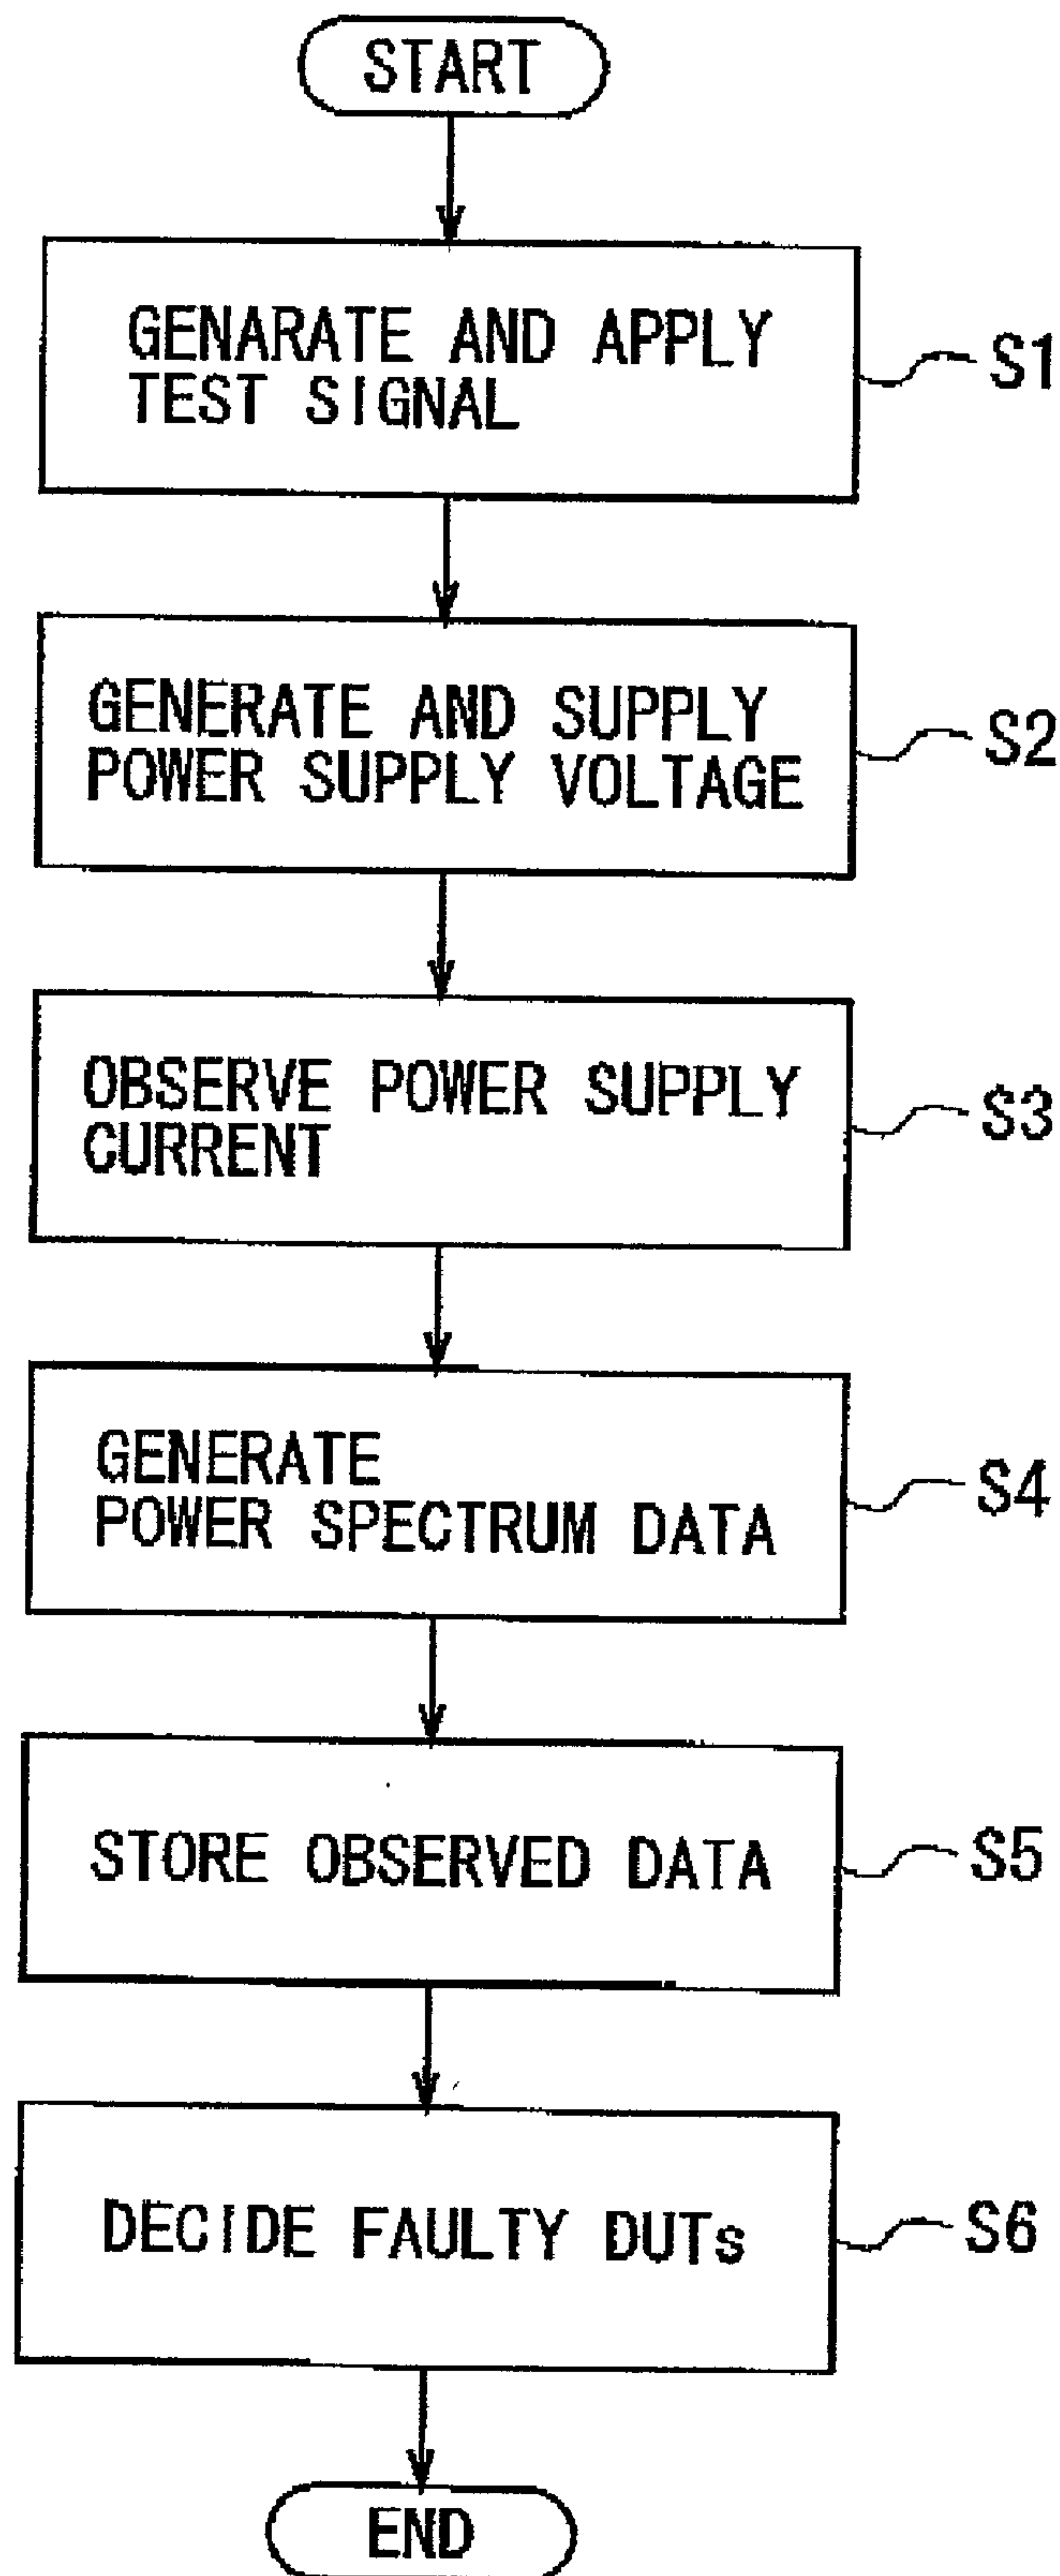 START
GENARATE AND APPLY
TEST SIGNAL
S1
GENERATE AND SUPPLY
POWER SUPPLY VOLTAGE
S2
OBSERVE POWER SUPPLY
CURRENT
S3
GENERATE
POWER SPECTRUM DATA
S4
STORE OBSERVED DATA
S5
DECIDE FAULTY DUTs
S6
END